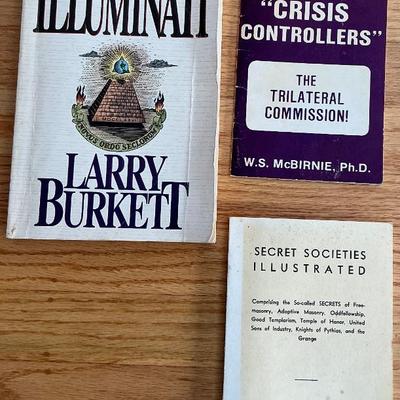 ILLUMINATI
NOVUS ORDO SECLORUM
LARRY
BURKETT
"CRISIS
CONTROLLERS"
THE
TRILATERAL
COMMISSION!
W.S. McBIRNIE, Ph.D.
SECRET SOCIETIES
ILLUSTRATED
Comprising the So-called SECRETS of Free-
masonry, Adoptive Masonry, Oddfellowship,
Good Templarism, Temple of Honor, United
Sons of Industry, Knights of Pythias, and the
Grange